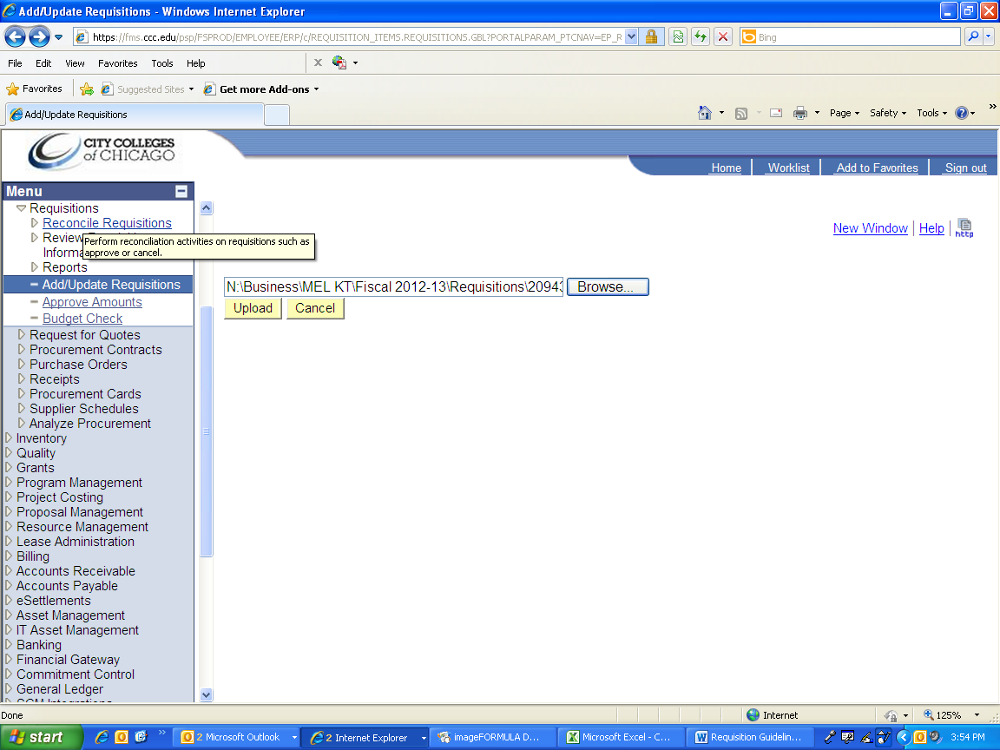 Add/Update Requisitions - Windows Internet Explorer
https://fms.ccc.edu/psp/FSPROD/EMPLOYEE/ERP/c/REQUISITION_ITEMS.REQUISITIONS.GBL?PORTALPARAM_PTCNAV=EP_R
Bing
File Edit View Favorites Tools Help
X
Favorites Suggested Sites Get more Add-ons
Add/Update Requisitions
Page Safety Tools
CITY COLLEGES
of CHICAGO
Home Worklist Add to Favorites Sign out
Menu
Requisitions
Reconcile Requisitions
Review
Informa
Perform reconciliation activities on requisitions such as
approve or cancel.
Reports
Add/Update Requisitions
Approve Amounts
Budget Check
Request for Quotes
Procurement Contracts
Purchase Orders
Receipts
Procurement Cards
Supplier Schedules
Analyze Procurement
Inventory
Quality
Grants
Program Management
Project Costing
Proposal Management
Resource Management
Lease Administration
Billing
Accounts Receivable
Accounts Payable
eSettlements
Asset Management
IT Asset Management
Banking
Financial Gateway
Commitment Control
General Ledger
New Window Help http
N:\Business\MEL KT\Fiscal 2012-13\Requisitions\2094 Browse...
Upload Cancel
Done Internet 125%
start 2 Microsoft Outlook 2 Internet Explorer imageFORMULA D... Microsoft Excel - C... Requisition Guidelin... 3:54 PM